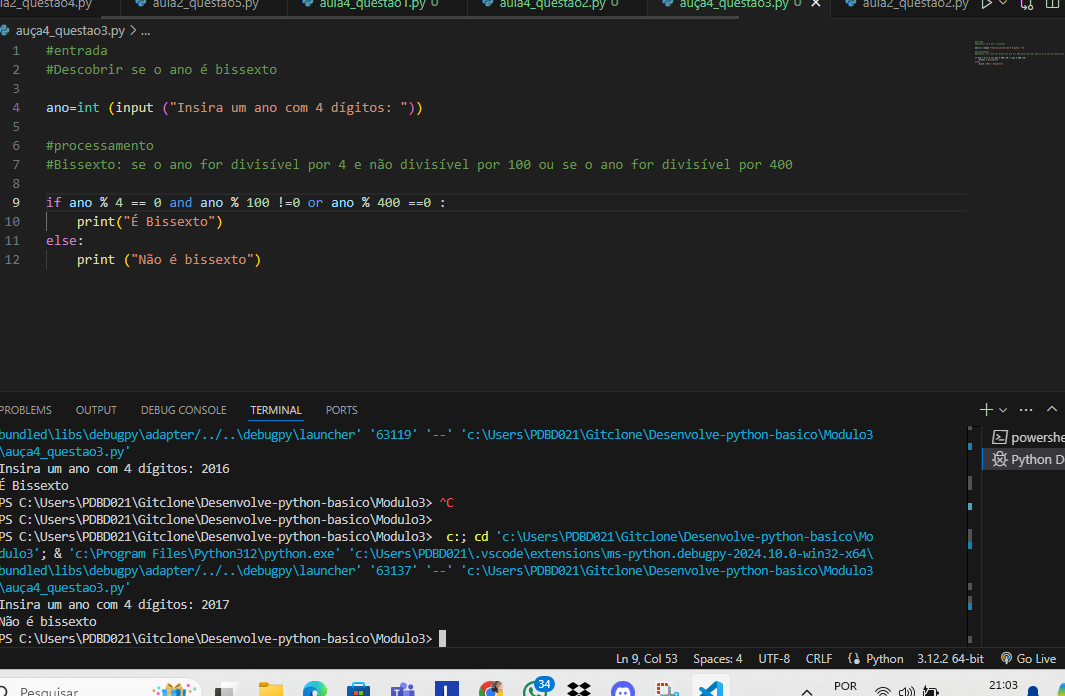 la2_questao4.py aula2_questao5.py aula4_questao1.py U aula4_questao2.py U auça4_questao3.py U aula2_questao2.py
auça4_questao3.py > ...
1 #entrada
2 #Descobrir se o ano é bissexto
3
4 ano=int (input ("Insira um ano com 4 dígitos: "))
5
6 #processamento
7 #Bissexto: se o ano for divisível por 4 e não divisível por 100 ou se o ano for divisível por 400
8
9 if ano % 4 == 0 and ano % 100 !=0 or ano % 400 ==0 :
10 print("É Bissexto")
11 else:
12 print ("Não é bissexto")
PROBLEMS OUTPUT DEBUG CONSOLE TERMINAL PORTS
bundled\libs\debugpy\adapter/../..\debugpy\launcher' '63119' '--' 'c:\Users\PDBD021\Gitclone\Desenvolve-python-basico\Modulo3
\auça4_questao3.py'
Insira um ano com 4 dígitos: 2016
É Bissexto
PS C:\Users\PDBD021\Gitclone\Desenvolve-python-basico\Modulo3> ^C
PS C:\Users\PDBD021\Gitclone\Desenvolve-python-basico\Modulo3>
PS C:\Users\PDBD021\Gitclone\Desenvolve-python-basico\Modulo3> c:; cd 'c:\Users\PDBD021\Gitclone\Desenvolve-python-basico\Mo
dulo3'; & 'c:\Program Files\Python312\python.exe' 'c:\Users\PDBD021\.vscode\extensions\ms-python.debugpy-2024.10.0-win32-x64\
bundled\libs\debugpy\adapter/../..\debugpy\launcher' '63137' '--' 'c:\Users\PDBD021\Gitclone\Desenvolve-python-basico\Modulo3
\auça4_questao3.py'
Insira um ano com 4 dígitos: 2017
Não é bissexto
PS C:\Users\PDBD021\Gitclone\Desenvolve-python-basico\Modulo3>
powershe
Python D
Ln 9, Col 53 Spaces: 4 UTF-8 CRLF Python 3.12.2 64-bit Go Live
Pesquisar 34 POR 21:03